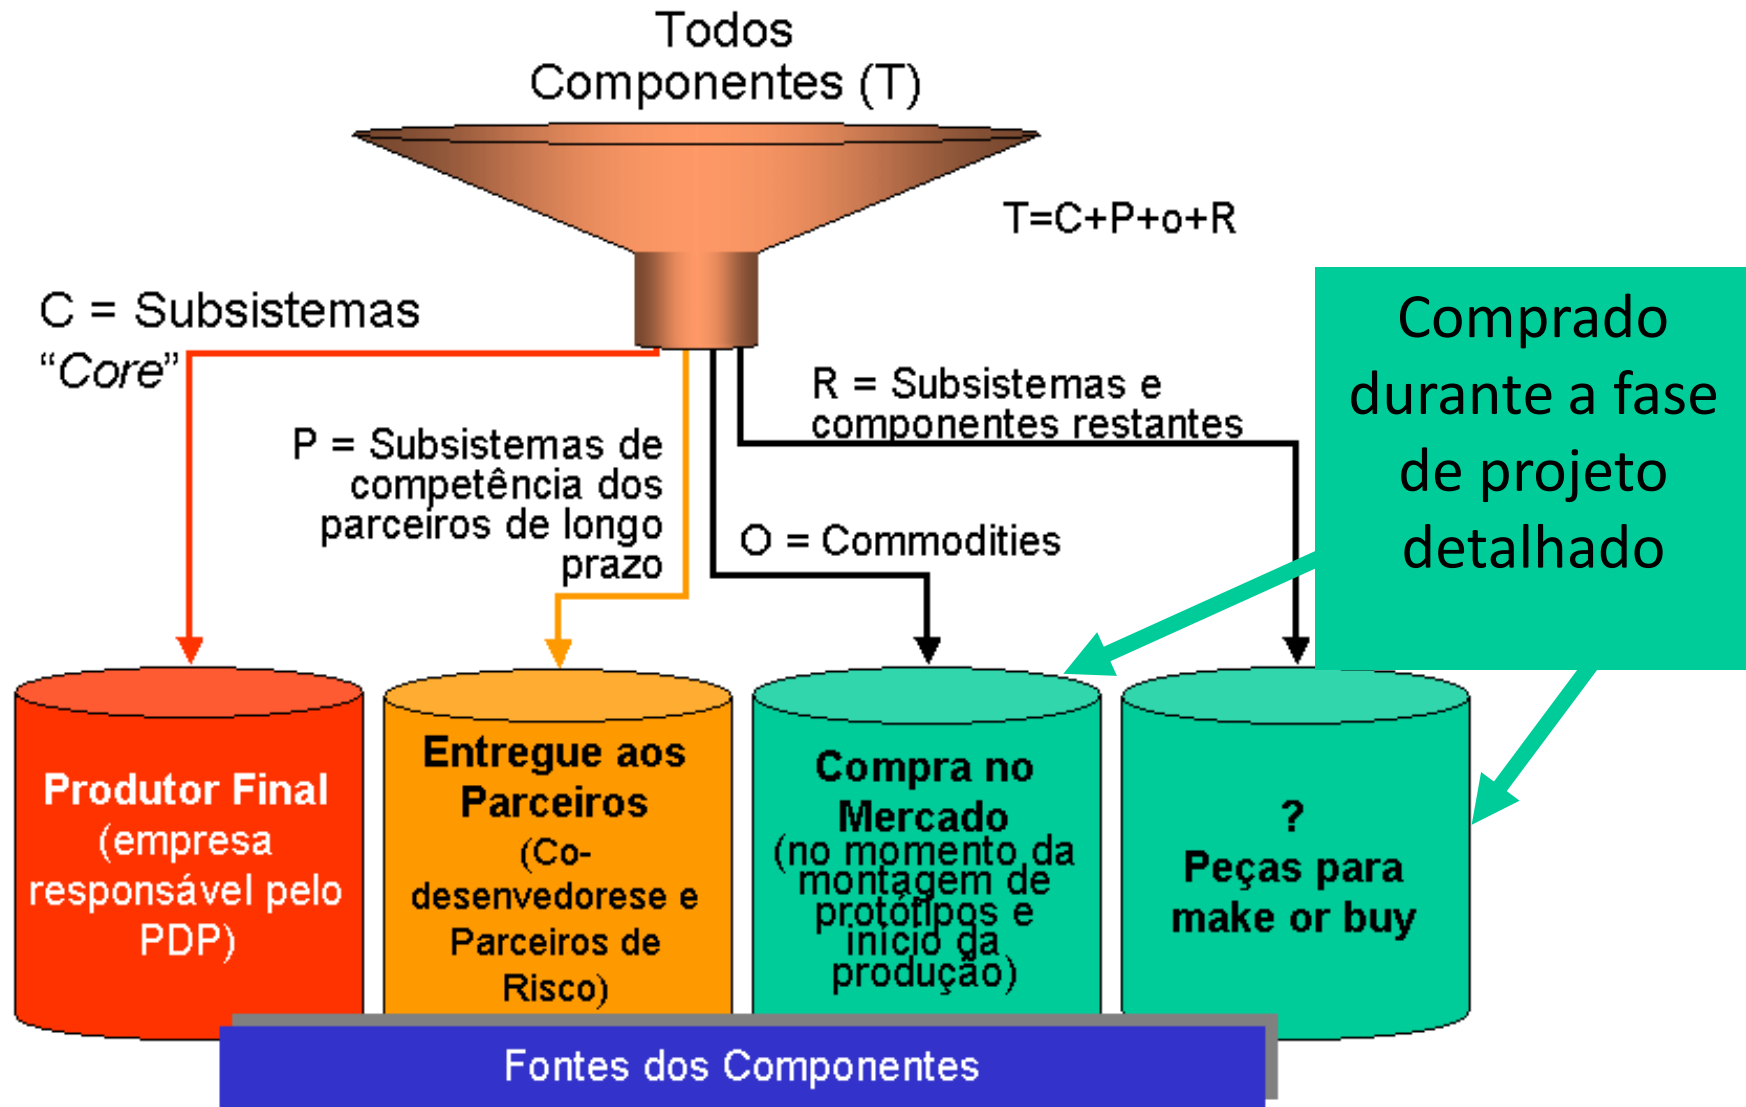 Todos
Componentes (T)
T=C+P+o+R
C = Subsistemas
“Core”
R = Subsistemas e
componentes restantes
P = Subsistemas de
competência dos
parceiros de longo
prazo
O = Commodities
Comprado
durante a fase
de projeto
detalhado
Produtor Final
(empresa
responsável pelo
PDP)
Entregue aos
Parceiros
(Co-
desenvedorese e
Parceiros de
Risco)
Compra no
Mercado
(no momento da
montagem de
protótipos e
início da
produção)
?
Peças para
make or buy
Fontes dos Componentes